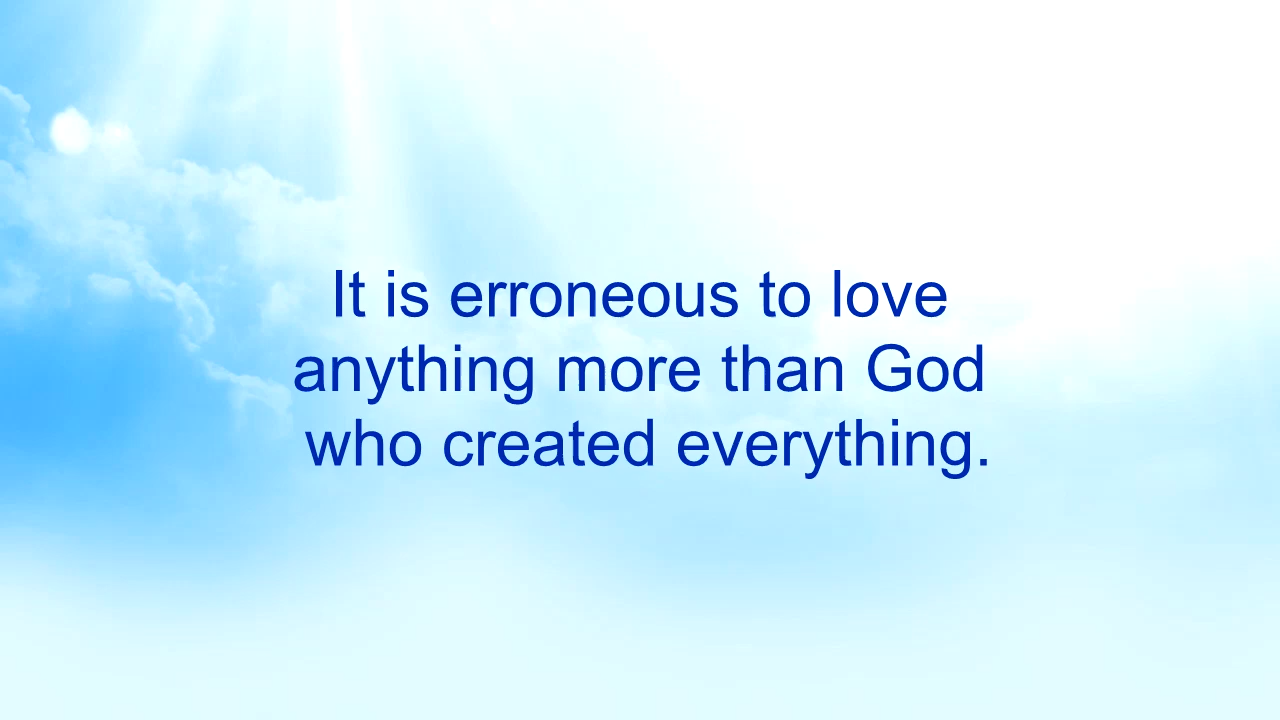 It is erroneous to love
anything more than God
who created everything.